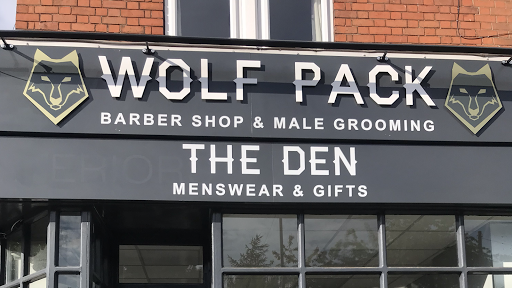 WOLF PACK
BARBER SHOP & MALE GROOMING
THE DEN
MENSWEAR & GIFTS